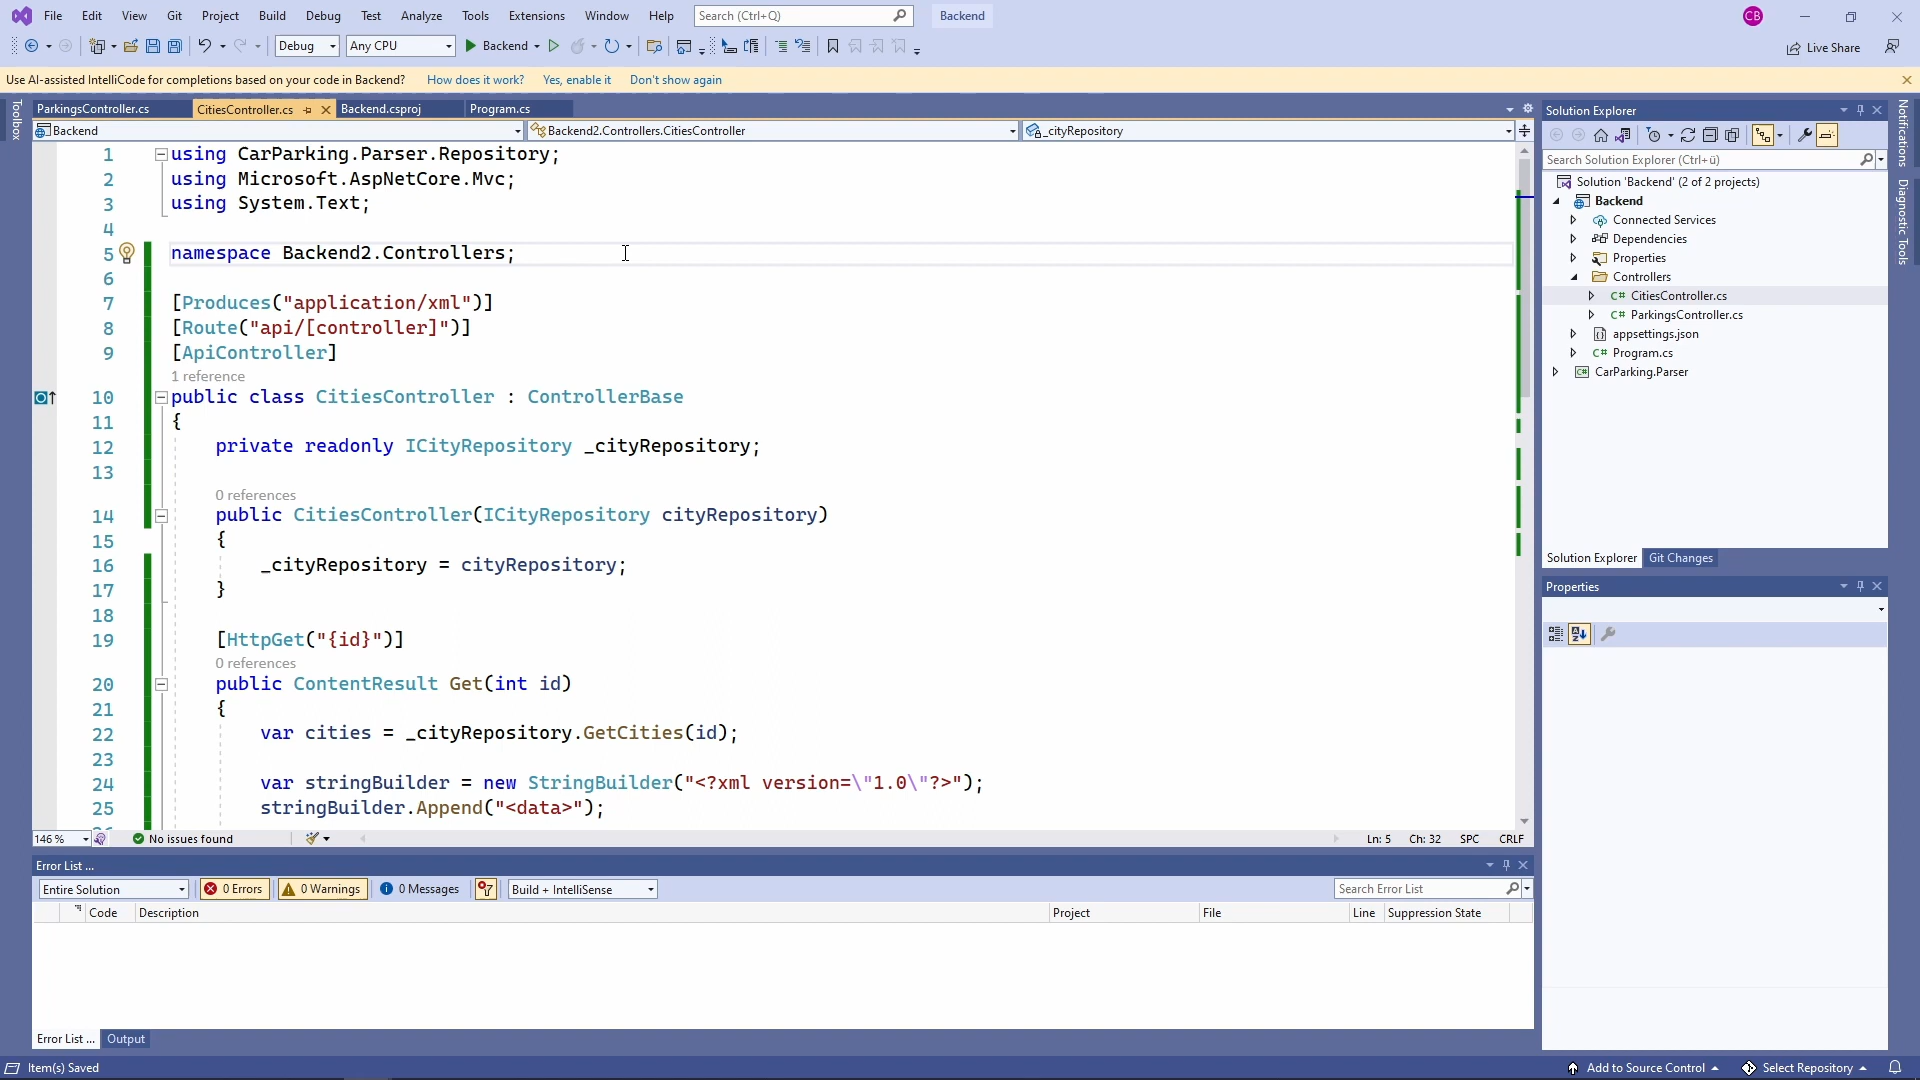 File Edit View Git Project Build Debug Test Analyze Tools Extensions Window Help Search (Ctrl+Q) Backend CB
Debug Any CPU Backend Live Share
Use AI-assisted IntelliCode for completions based on your code in Backend? How does it work? Yes, enable it Don't show again
Toolbox
ParkingsController.cs CitiesController.cs Backend.csproj Program.cs
Backend Backend2.Controllers.CitiesController _cityRepository
1 using CarParking.Parser.Repository;
2 using Microsoft.AspNetCore.Mvc;
3 using System.Text;
4
5 namespace Backend2.Controllers;
6
7 [Produces("application/xml")]
8 [Route("api/[controller]")]
9 [ApiController]
1 reference
10 public class CitiesController : ControllerBase
11 {
12 private readonly ICityRepository _cityRepository;
13
0 references
14 public CitiesController(ICityRepository cityRepository)
15 {
16 _cityRepository = cityRepository;
17 }
18
19 [HttpGet("{id}")]
0 references
20 public ContentResult Get(int id)
21 {
22 var cities = _cityRepository.GetCities(id);
23
24 var stringBuilder = new StringBuilder("<?xml version=\"1.0\"?>");
25 stringBuilder.Append("<data>");
146 % No issues found Ln: 5 Ch: 32 SPC CRLF
Error List ...
Entire Solution 0 Errors 0 Warnings 0 Messages Build + IntelliSense Search Error List
Code Description Project File Line Suppression State
Error List ... Output
Solution Explorer
Search Solution Explorer (Ctrl+ü)
Solution 'Backend' (2 of 2 projects)
Backend
Connected Services
Dependencies
Properties
Controllers
C# CitiesController.cs
C# ParkingsController.cs
appsettings.json
C# Program.cs
C# CarParking.Parser
Solution Explorer Git Changes
Properties
Notifications
Diagnostic Tools
Item(s) Saved Add to Source Control Select Repository